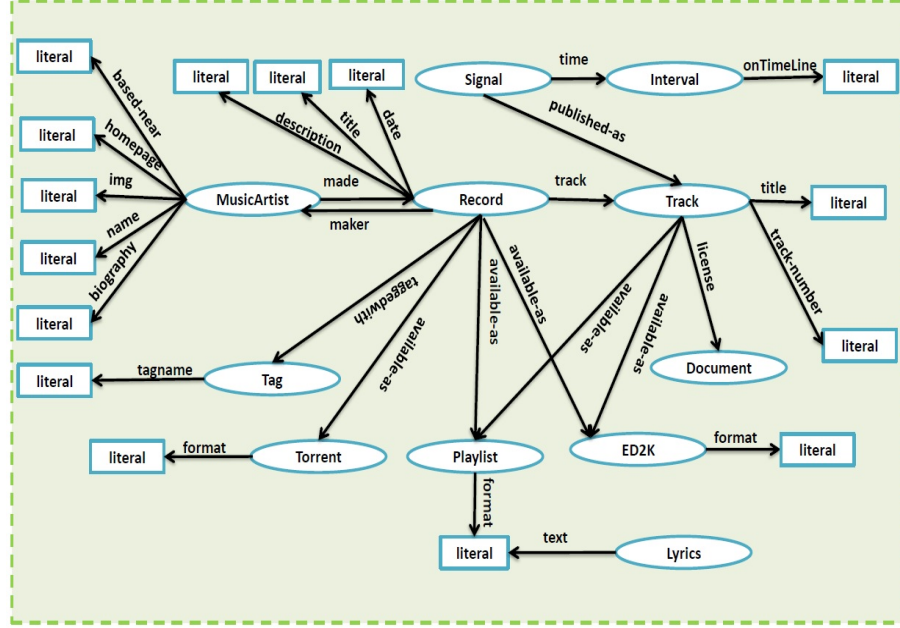 literal
literal
literal
literal
Signal
time
Interval
onTimeLine
literal
based-near
description
title
date
published-as
literal
homepage
literal
img
MusicArtist
made
maker
Record
track
Track
title
literal
name
literal
biography
literal
taggedwith
available-as
available-as
available-as
available-as
available-as
license
track-number
literal
literal
tagname
Tag
Document
literal
format
Torrent
Playlist
ED2K
format
literal
format
literal
text
Lyrics